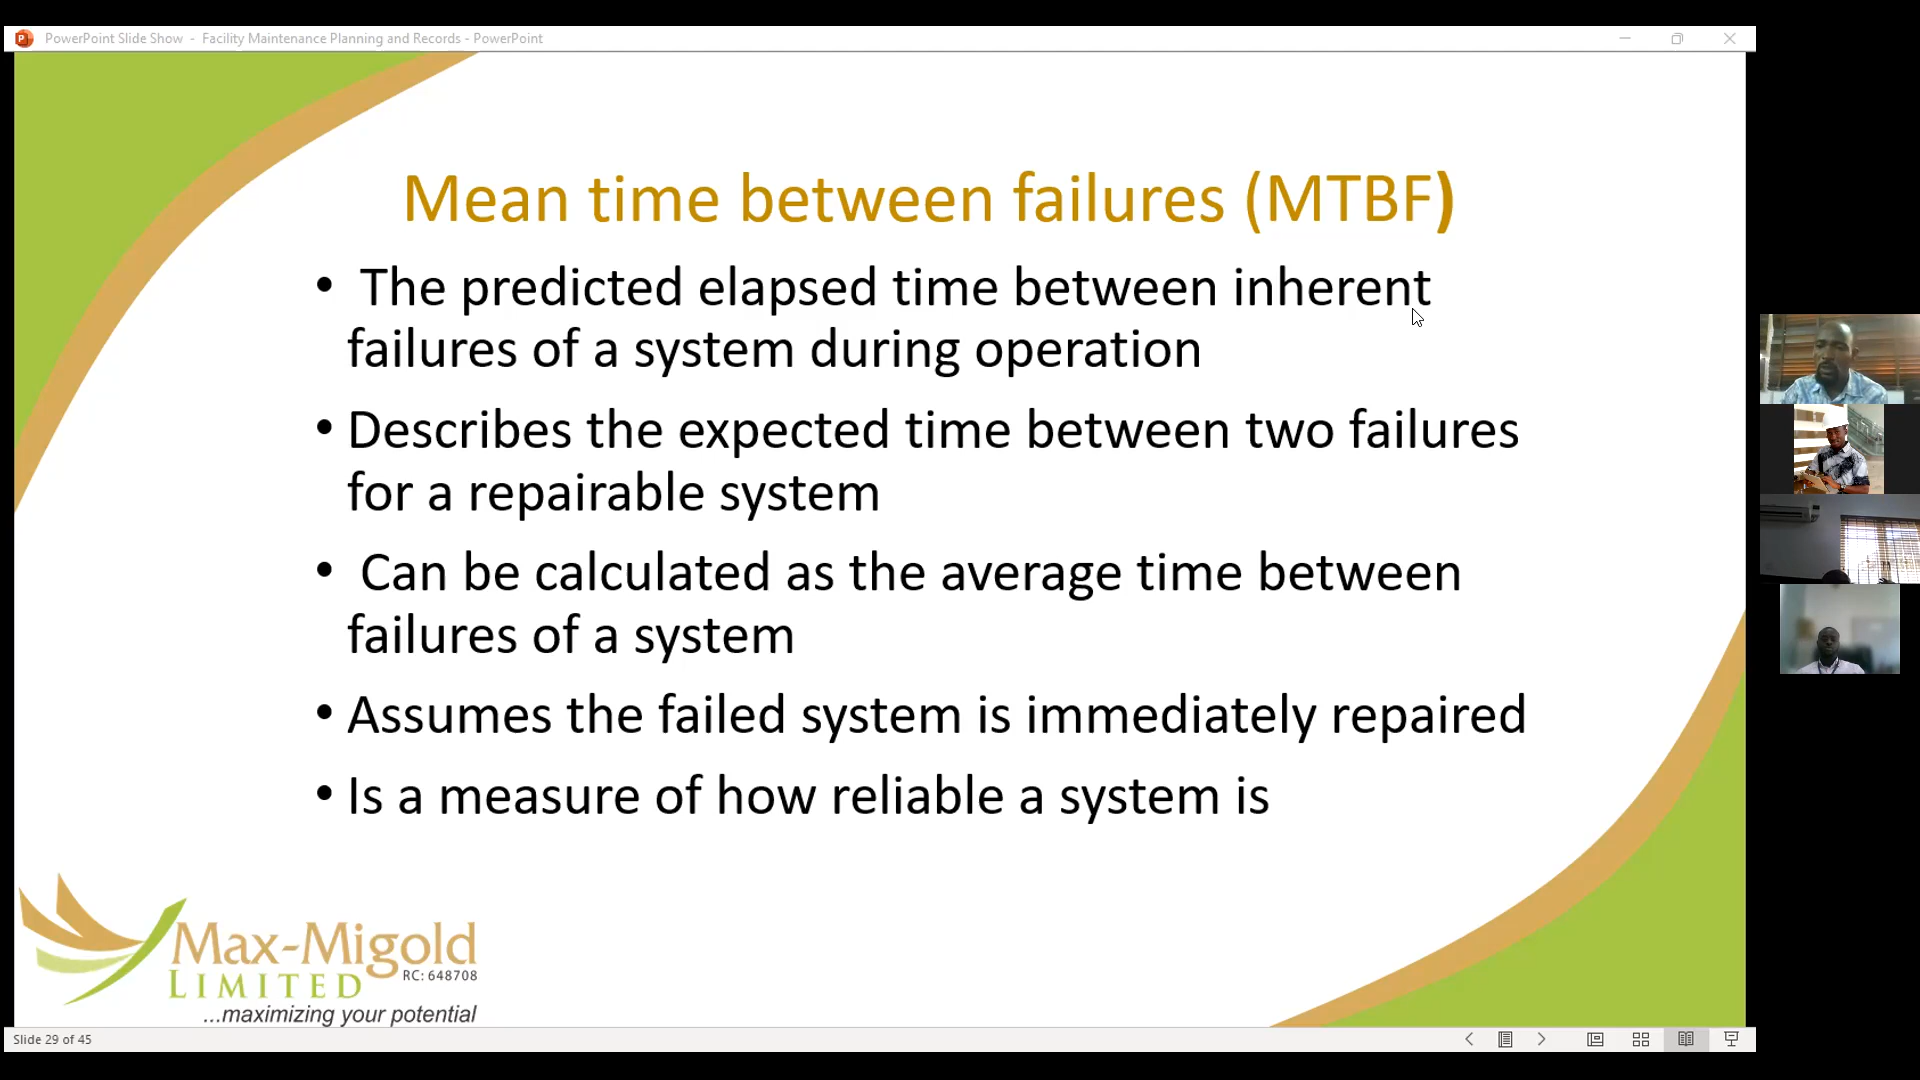 PowerPoint Slide Show - Facility Maintenance Planning and Records - PowerPoint
Mean time between failures (MTBF)
• The predicted elapsed time between inherent
failures of a system during operation
• Describes the expected time between two failures
for a repairable system
• Can be calculated as the average time between
failures of a system
• Assumes the failed system is immediately repaired
• Is a measure of how reliable a system is
Max-Migold
LIMITED
RC: 648708
...maximizing your potential
Slide 29 of 45